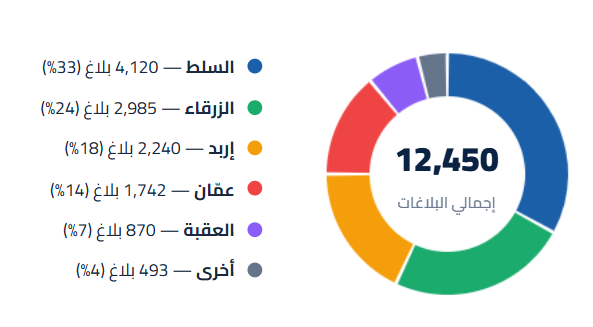 السلط — 4,120 بلاغ (33%)
الزرقاء — 2,985 بلاغ (24%)
إربد — 2,240 بلاغ (18%)
عمّان — 1,742 بلاغ (14%)
العقبة — 870 بلاغ (7%)
أخرى — 493 بلاغ (4%)
12,450
إجمالي البلاغات